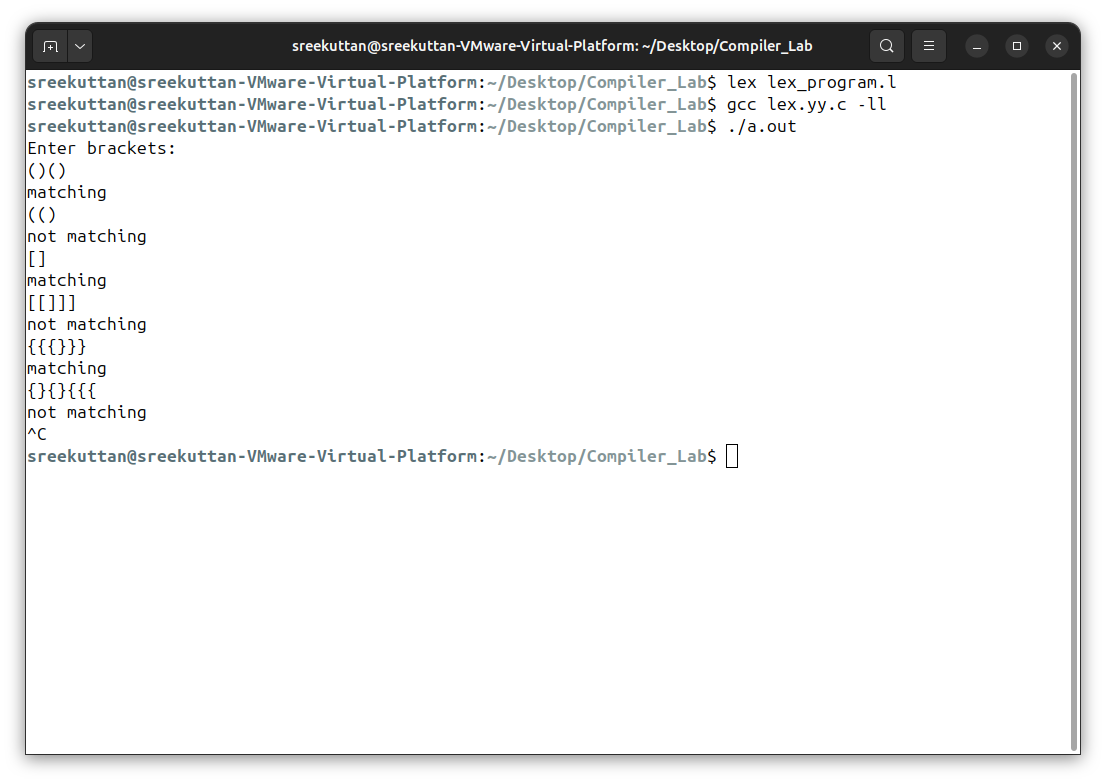 sreekuttan@sreekuttan-VMware-Virtual-Platform: ~/Desktop/Compiler_Lab
sreekuttan@sreekuttan-VMware-Virtual-Platform:~/Desktop/Compiler_Lab$ lex lex_program.l
sreekuttan@sreekuttan-VMware-Virtual-Platform:~/Desktop/Compiler_Lab$ gcc lex.yy.c -ll
sreekuttan@sreekuttan-VMware-Virtual-Platform:~/Desktop/Compiler_Lab$ ./a.out
Enter brackets:
()()
matching
(()
not matching
[]
matching
[[]]]
not matching
{{{}}}
matching
{}{}{{{
not matching
^C
sreekuttan@sreekuttan-VMware-Virtual-Platform:~/Desktop/Compiler_Lab$